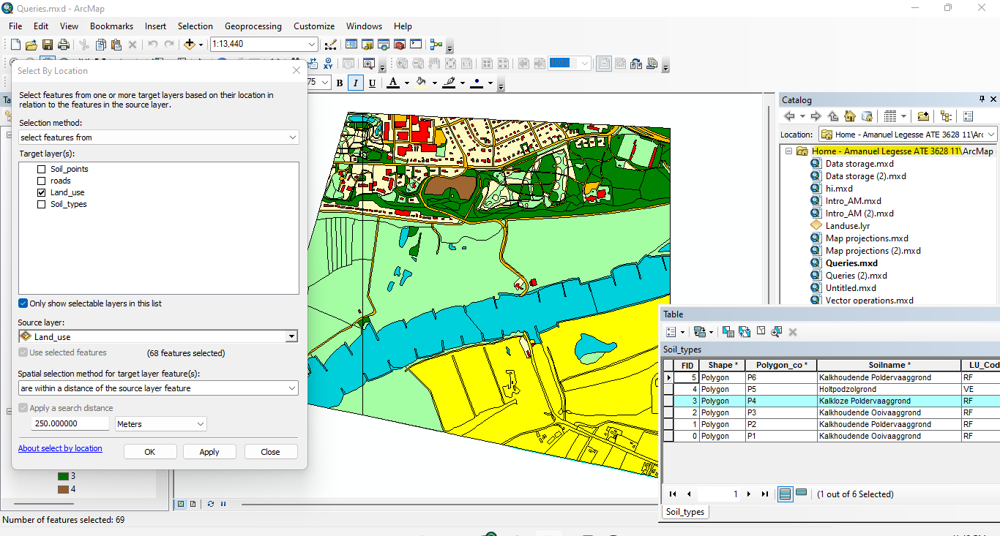 Queries.mxd - ArcMap
File Edit View Bookmarks Insert Selection Geoprocessing Customize Windows Help
1:13,440
100%
75 B I U A
Select By Location
Select features from one or more target layers based on their location in
relation to the features in the source layer.
Selection method:
select features from
Target layer(s):
Soil_points
roads
Land_use
Soil_types
Only show selectable layers in this list
Source layer:
Land_use
Use selected features (68 features selected)
Spatial selection method for target layer feature(s):
are within a distance of the source layer feature
Apply a search distance
250.000000 Meters
About select by location OK Apply Close
3
4
Number of features selected: 69
Catalog
Location: Home - Amanuel Legesse ATE 3628 11\Arc
Home - Amanuel Legesse ATE 3628 11\ArcMap
Data storage.mxd
Data storage (2).mxd
hi.mxd
Intro_AM.mxd
Intro_AM (2).mxd
Landuse.lyr
Map projections.mxd
Map projections (2).mxd
Queries.mxd
Queries (2).mxd
Untitled.mxd
Vector operations.mxd
Table
Soil_types
FID Shape * Polygon_co * Soilname * LU_Cod
5 Polygon P6 Kalkhoudende Poldervaaggrond RF
4 Polygon P5 Holtpodzolgrond VE
3 Polygon P4 Kalkloze Poldervaaggrond RF
2 Polygon P3 Kalkhoudende Ooivaaggrond RF
1 Polygon P2 Kalkhoudende Poldervaaggrond RF
0 Polygon P1 Kalkhoudende Ooivaaggrond RF
1 (1 out of 6 Selected)
Soil_types